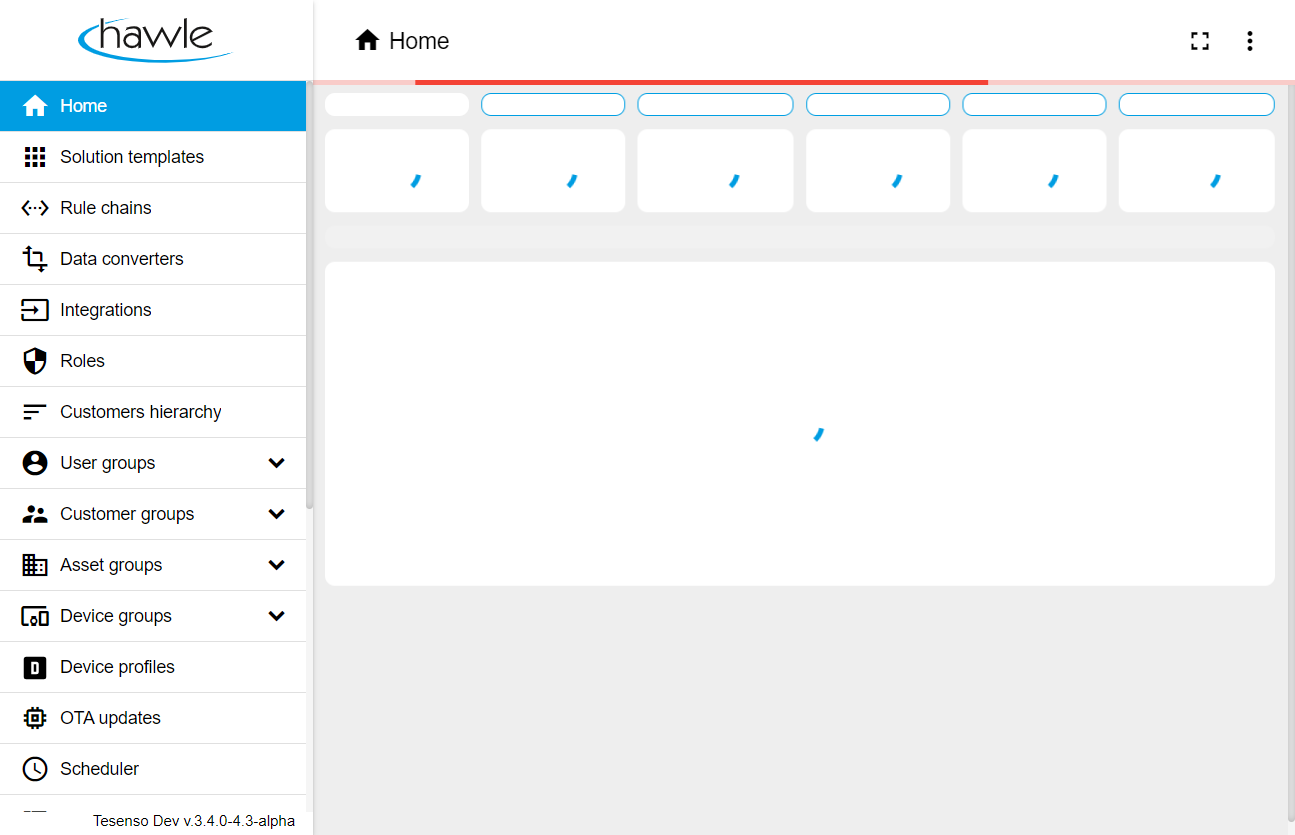 hawle
Home
Home
Solution templates
Rule chains
Data converters
Integrations
Roles
Customers hierarchy
User groups
Customer groups
Asset groups
Device groups
D
Device profiles
OTA updates
Scheduler
Tesenso Dev v.3.4.0-4.3-alpha